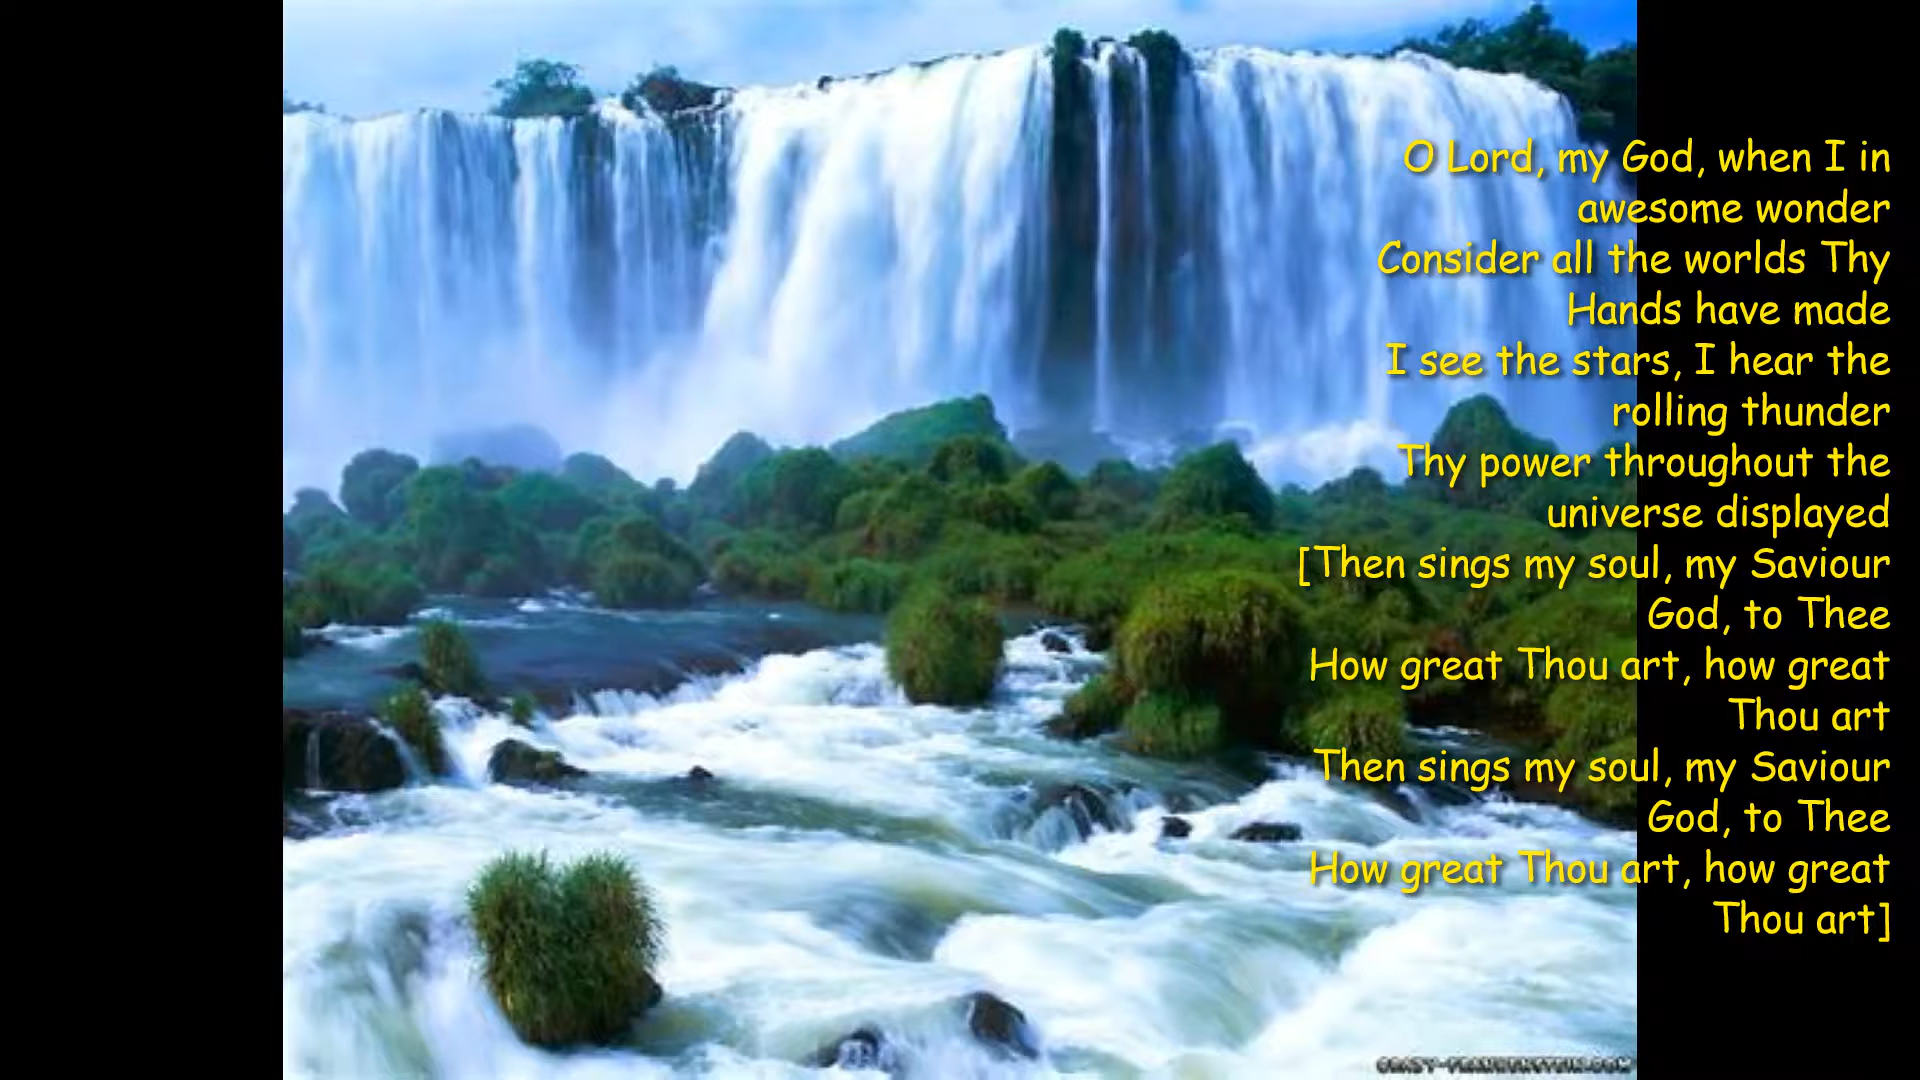 O Lord, my God, when I in
awesome wonder
Consider all the worlds Thy
Hands have made
I see the stars, I hear the
rolling thunder
Thy power throughout the
universe displayed
[Then sings my soul, my Saviour
God, to Thee
How great Thou art, how great
Thou art
Then sings my soul, my Saviour
God, to Thee
How great Thou art, how great
Thou art]
CRAZY-FRANKENSTEIN.COM